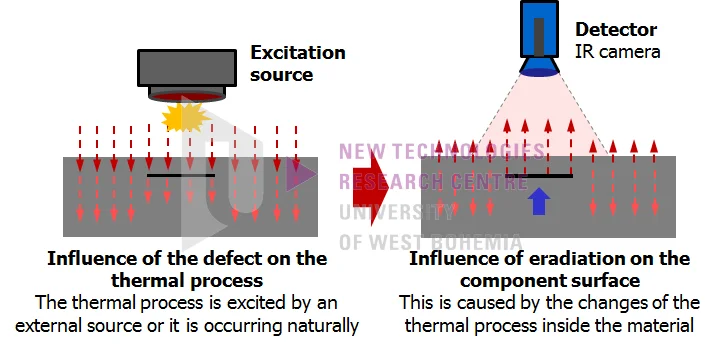 Excitation
source
Detector
IR camera
NEW TECHNOLOGIES
RESEARCH CENTRE
UNIVERSITY
OF WEST BOHEMIA
Influence of the defect on the
thermal process
The thermal process is excited by an
external source or it is occurring naturally
Influence of eradiation on the
component surface
This is caused by the changes of the
thermal process inside the material